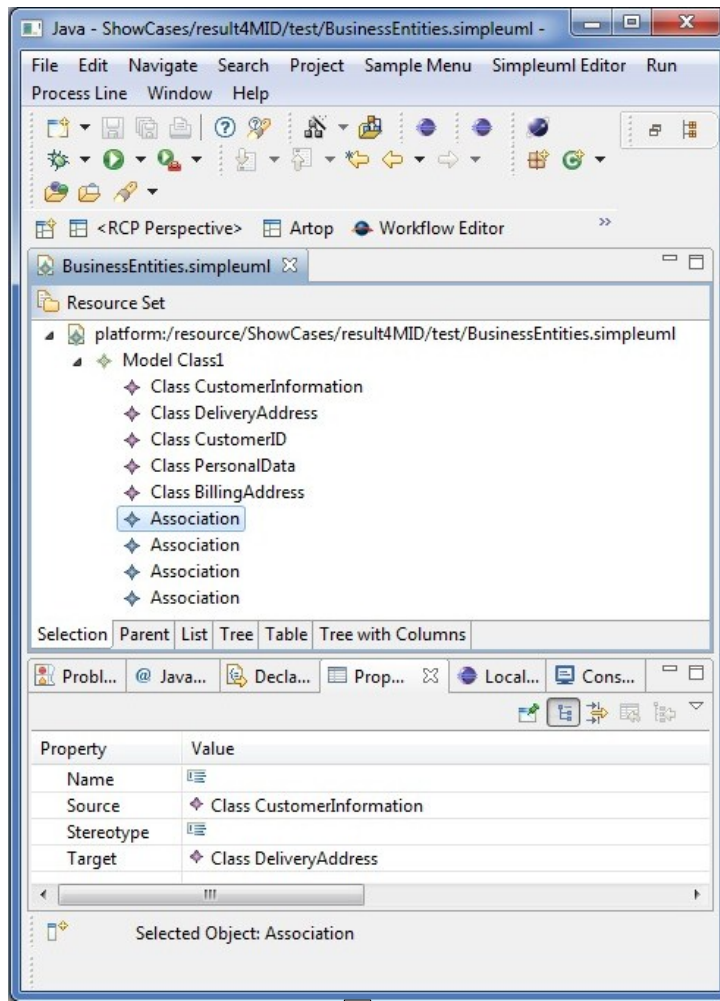 Java - ShowCases/result4MID/test/BusinessEntities.simpleuml -
File Edit Navigate Search Project Sample Menu Simpleuml Editor Run
Process Line Window Help
<RCP Perspective> Artop Workflow Editor
BusinessEntities.simpleuml
Resource Set
platform:/resource/ShowCases/result4MID/test/BusinessEntities.simpleuml
Model Class1
Class CustomerInformation
Class DeliveryAddress
Class CustomerID
Class PersonalData
Class BillingAddress
Association
Association
Association
Association
Selection Parent List Tree Table Tree with Columns
Probl... @ Java... Decla... Prop... Local... Cons...
Property Value
Name
Source Class CustomerInformation
Stereotype
Target Class DeliveryAddress
Selected Object: Association